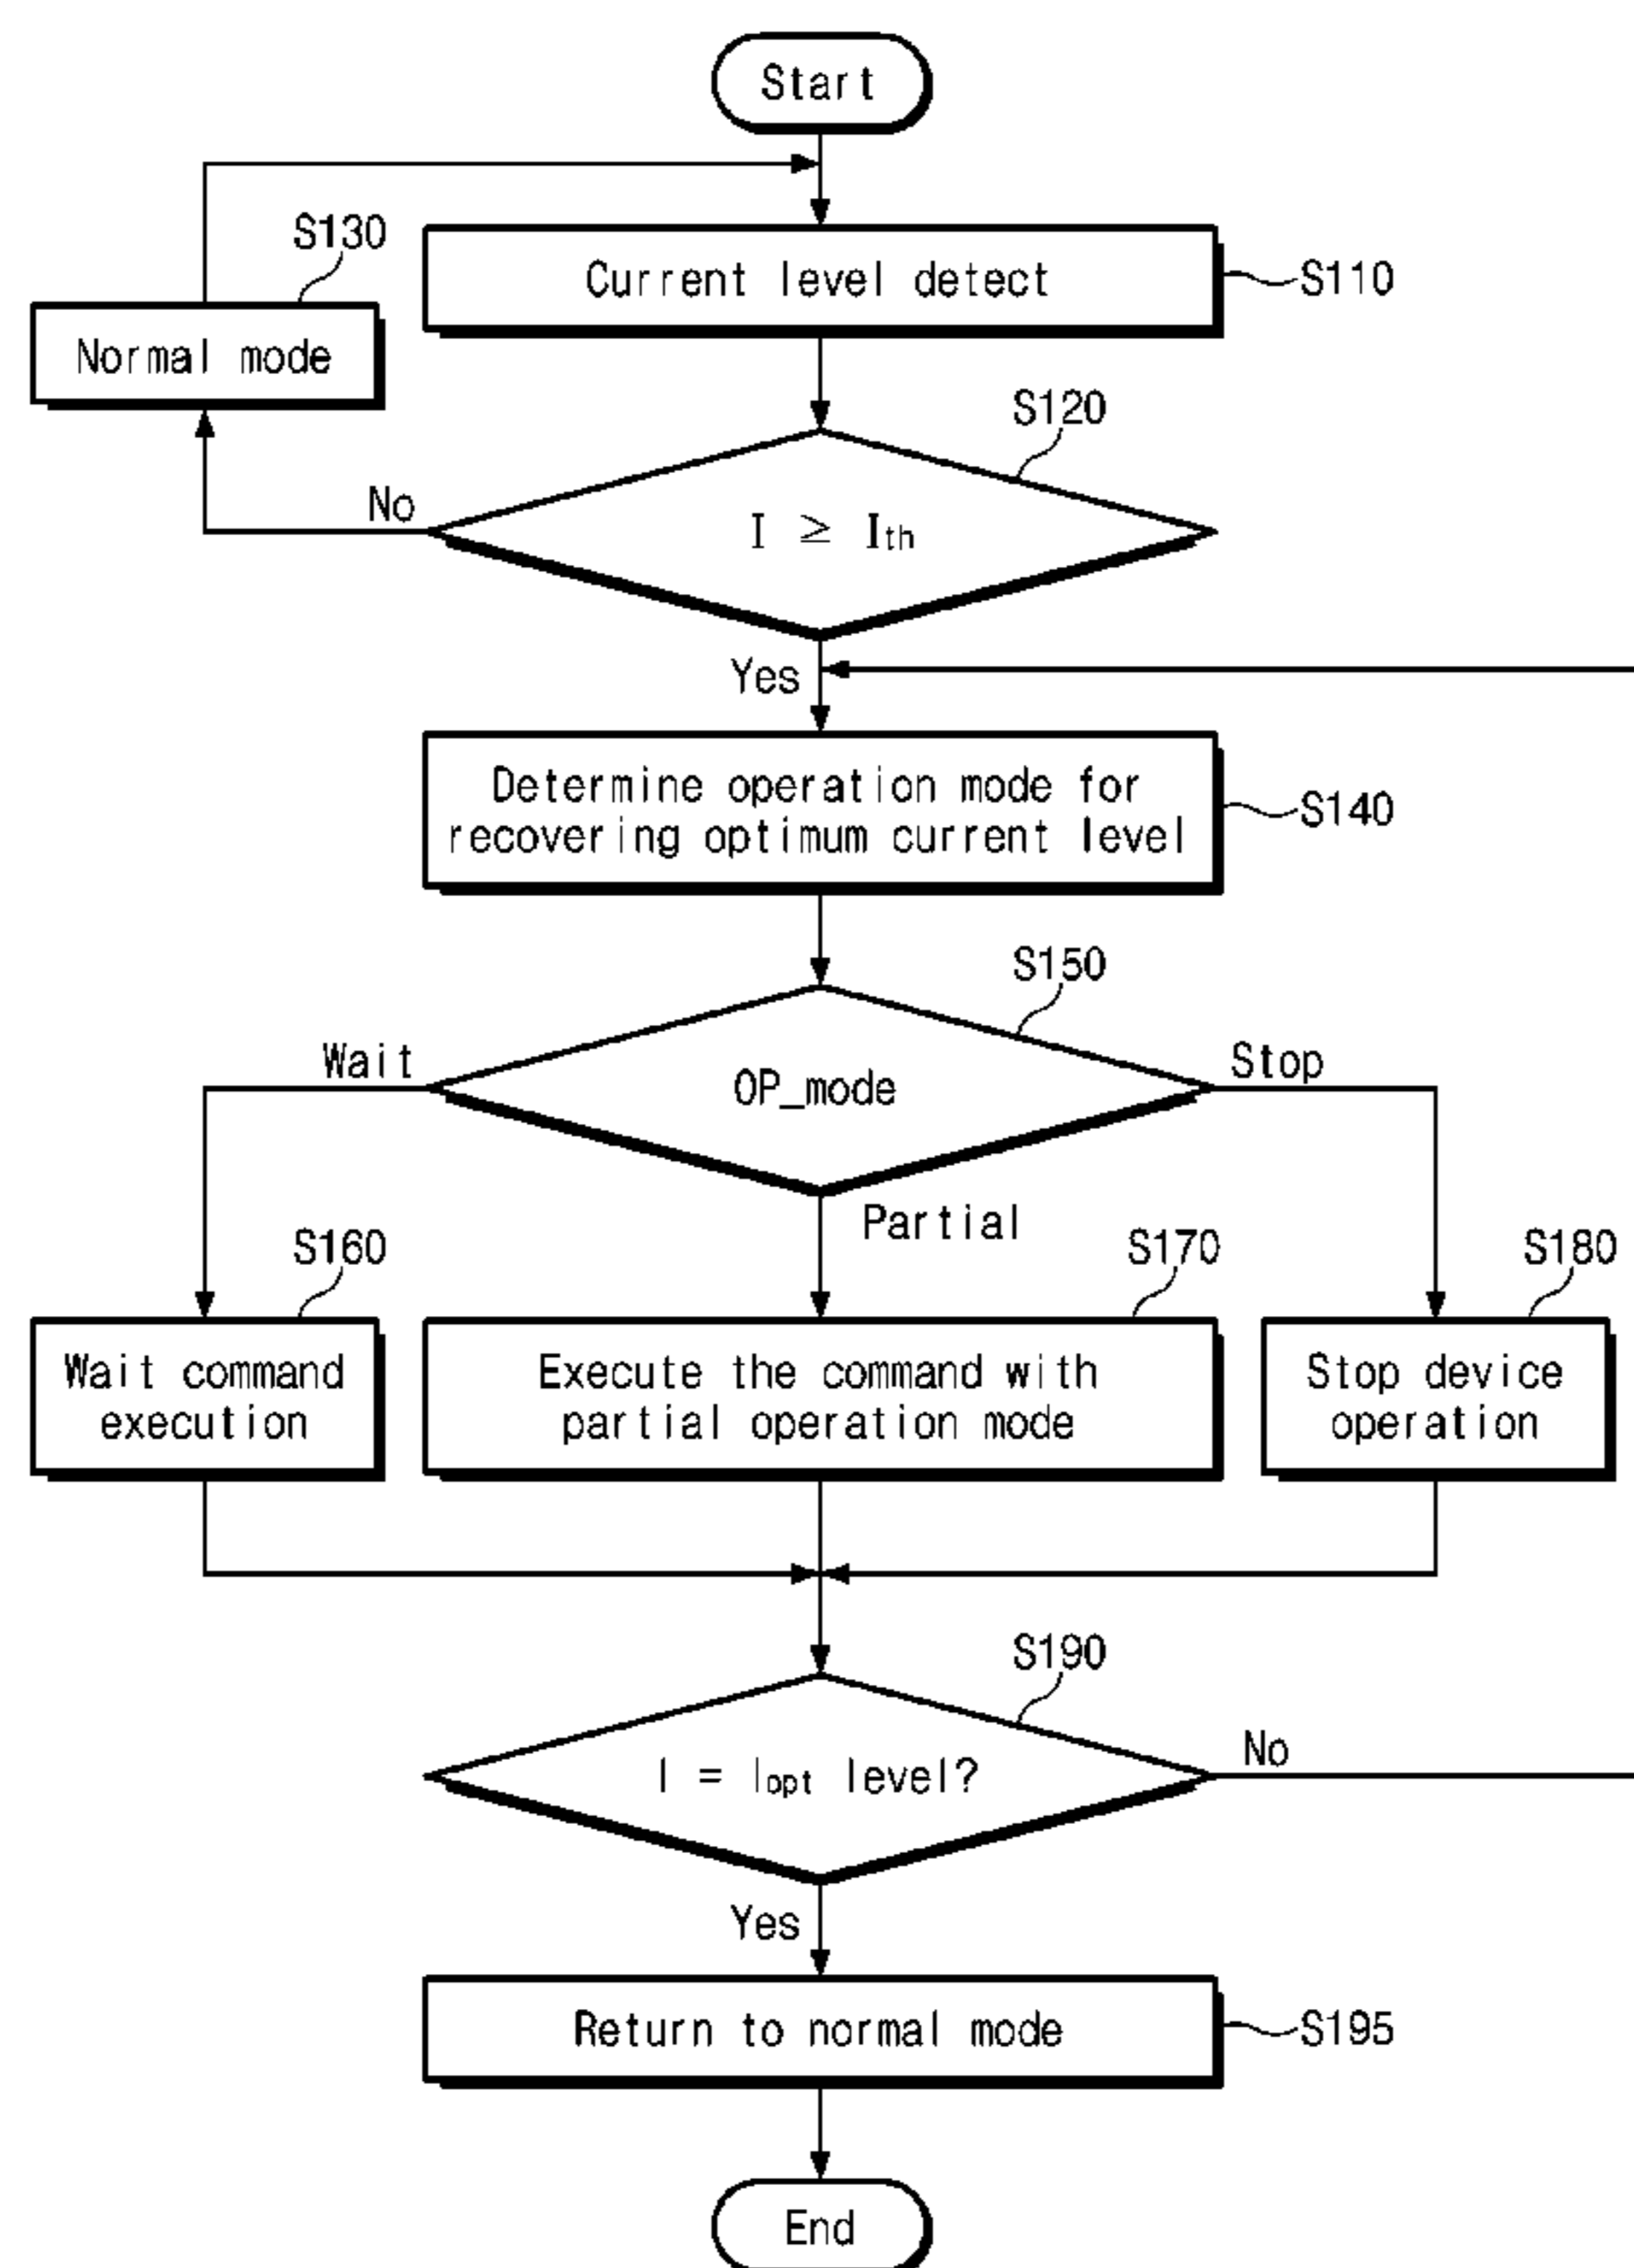 Start
S130
Current level detect
S110
Normal mode
S120
No
I ≥ Ith
Yes
Determine operation mode for
recovering optimum current level
S140
S150
Wait
OP_mode
Stop
Partial
S160
S170
S180
Wait command
execution
Execute the command with
partial operation mode
Stop device
operation
S190
I = Iopt level?
No
Yes
Return to normal mode
S195
End